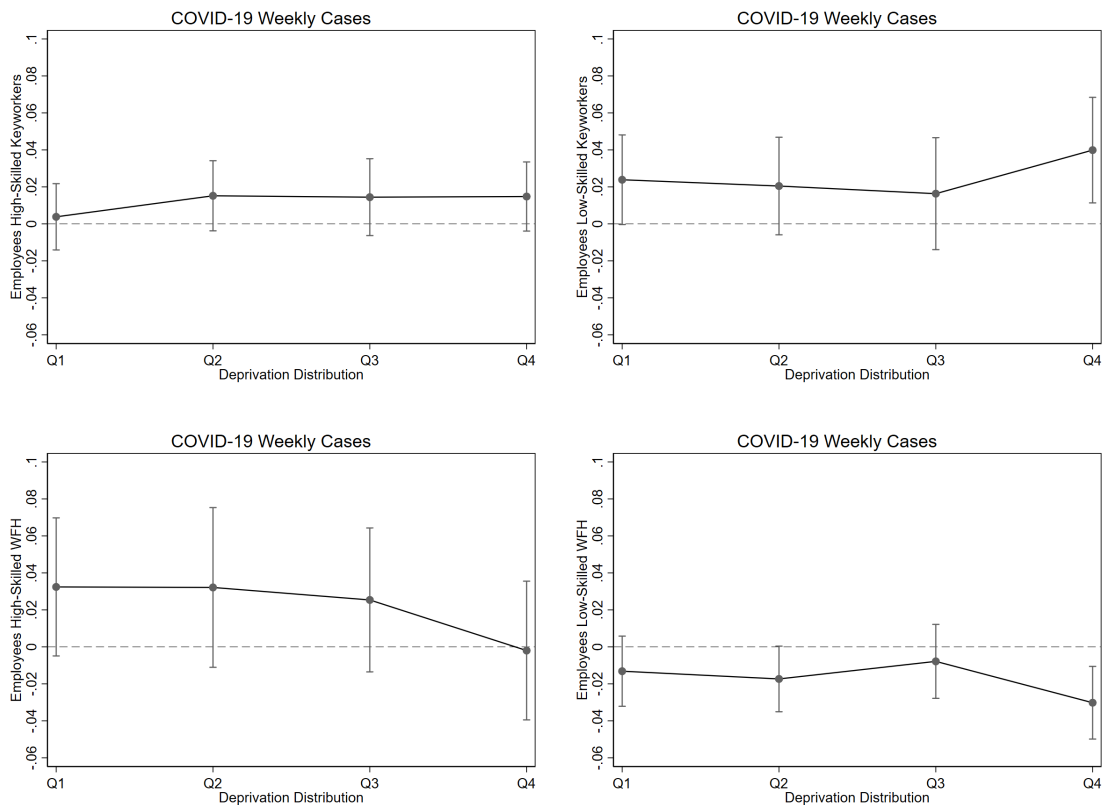 COVID-19 Weekly Cases
Employees High-Skilled Keyworkers
.1
.08
.06
.04
.02
0
-.02
-.04
-.06
Q1 Q2 Q3 Q4
Deprivation Distribution
COVID-19 Weekly Cases
Employees Low-Skilled Keyworkers
.1
.08
.06
.04
.02
0
-.02
-.04
-.06
Q1 Q2 Q3 Q4
Deprivation Distribution
COVID-19 Weekly Cases
Employees High-Skilled WFH
.1
.08
.06
.04
.02
0
-.02
-.04
-.06
Q1 Q2 Q3 Q4
Deprivation Distribution
COVID-19 Weekly Cases
Employees Low-Skilled WFH
.1
.08
.06
.04
.02
0
-.02
-.04
-.06
Q1 Q2 Q3 Q4
Deprivation Distribution